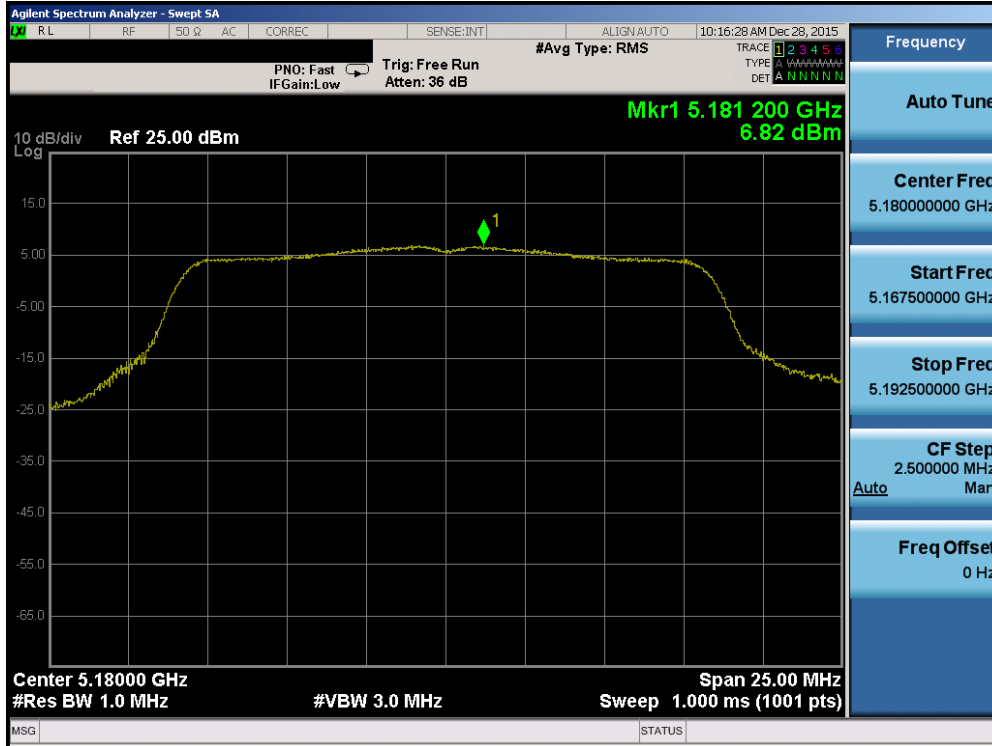 Agilent Spectrum Analyzer - Swept SA
LXI RL RF 50 Ω AC CORREC SENSE:INT ALIGN AUTO 10:16:28 AM Dec 28, 2015
#Avg Type: RMS
TRACE 1 2 3 4 5 6
TYPE A WWWWW
DET A N N N N N
PNO: Fast
IFGain:Low
Trig: Free Run
Atten: 36 dB
Mkr1 5.181 200 GHz
6.82 dBm
10 dB/div Ref 25.00 dBm
Log
15.0
5.00
-5.00
-15.0
-25.0
-35.0
-45.0
-55.0
-65.0
1
Center 5.18000 GHz Span 25.00 MHz
#Res BW 1.0 MHz #VBW 3.0 MHz Sweep 1.000 ms (1001 pts)
MSG STATUS
Frequency
Auto Tune
Center Freq
5.180000000 GHz
Start Freq
5.167500000 GHz
Stop Freq
5.192500000 GHz
CF Step
2.500000 MHz
Auto Man
Freq Offset
0 Hz